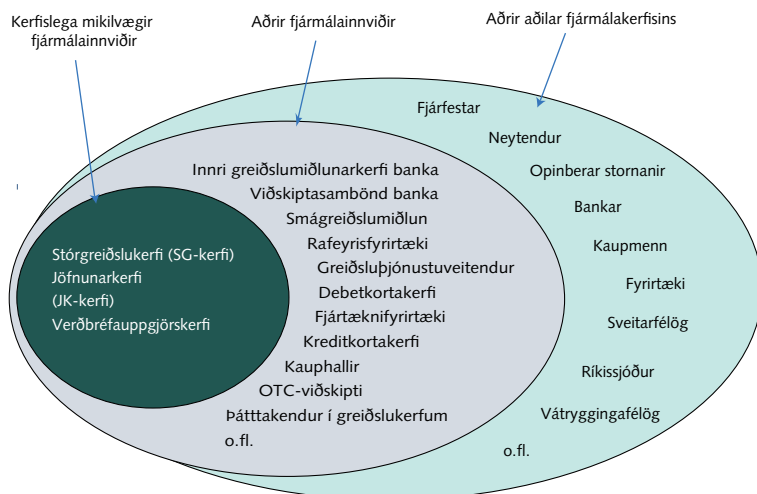 Kerfislega mikilvægir
fjármálainnviðir
Aðrir fjármálainnviðir
Aðrir aðilar fjármálakerfisins
Stórgreiðslukerfi (SG-kerfi)
Jöfnunarkerfi
(JK-kerfi)
Verðbréfauppgjörskerfi
Innri greiðslumiðlunarkerfi banka
Viðskiptasambönd banka
Smágreiðslumiðlun
Rafeyrisfyrirtæki
Greiðsluþjónustuveitendur
Debetkortakerfi
Fjártæknifyrirtæki
Kreditkortakerfi
Kauphallir
OTC-viðskipti
Þátttakendur í greiðslukerfum
o.fl.
Fjárfestar
Neytendur
Opinberar stornanir
Bankar
Kaupmenn
Fyrirtæki
Sveitarfélög
Ríkissjóður
Vátryggingafélög
o.fl.